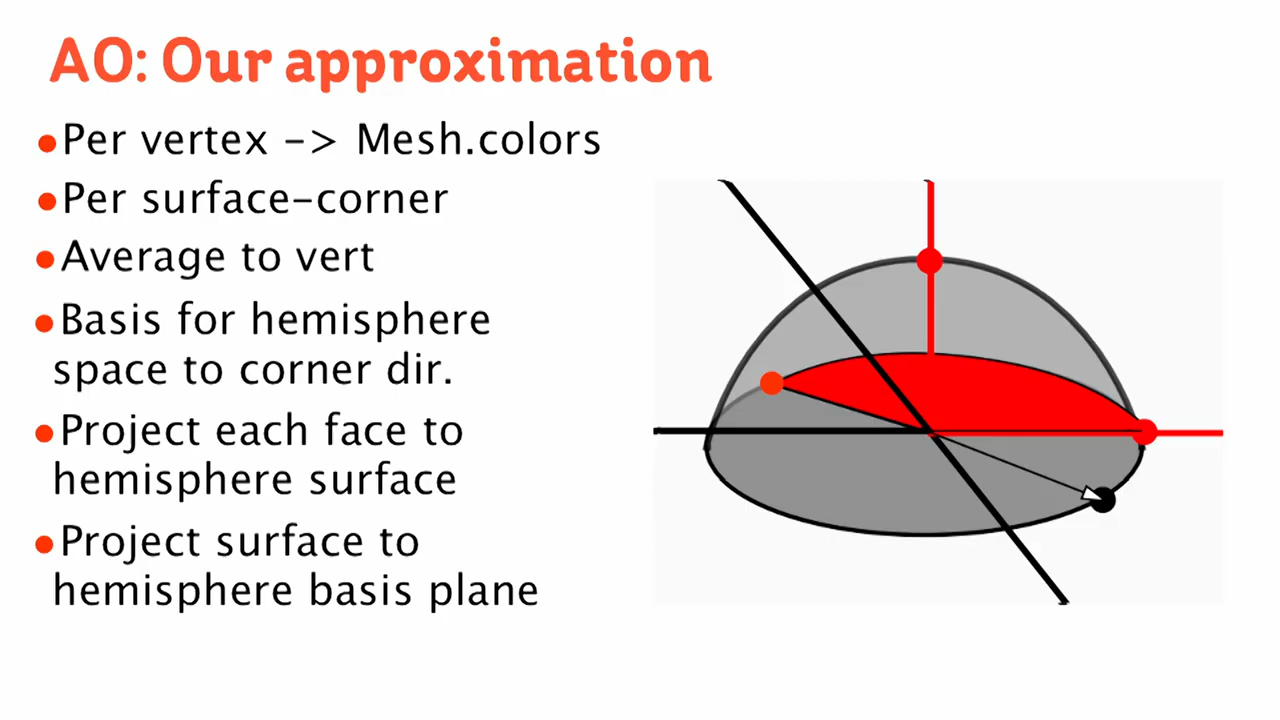 AO: Our approximation
●Per vertex -> Mesh.colors
●Per surface-corner
●Average to vert
●Basis for hemisphere
space to corner dir.
●Project each face to
hemisphere surface
●Project surface to
hemisphere basis plane